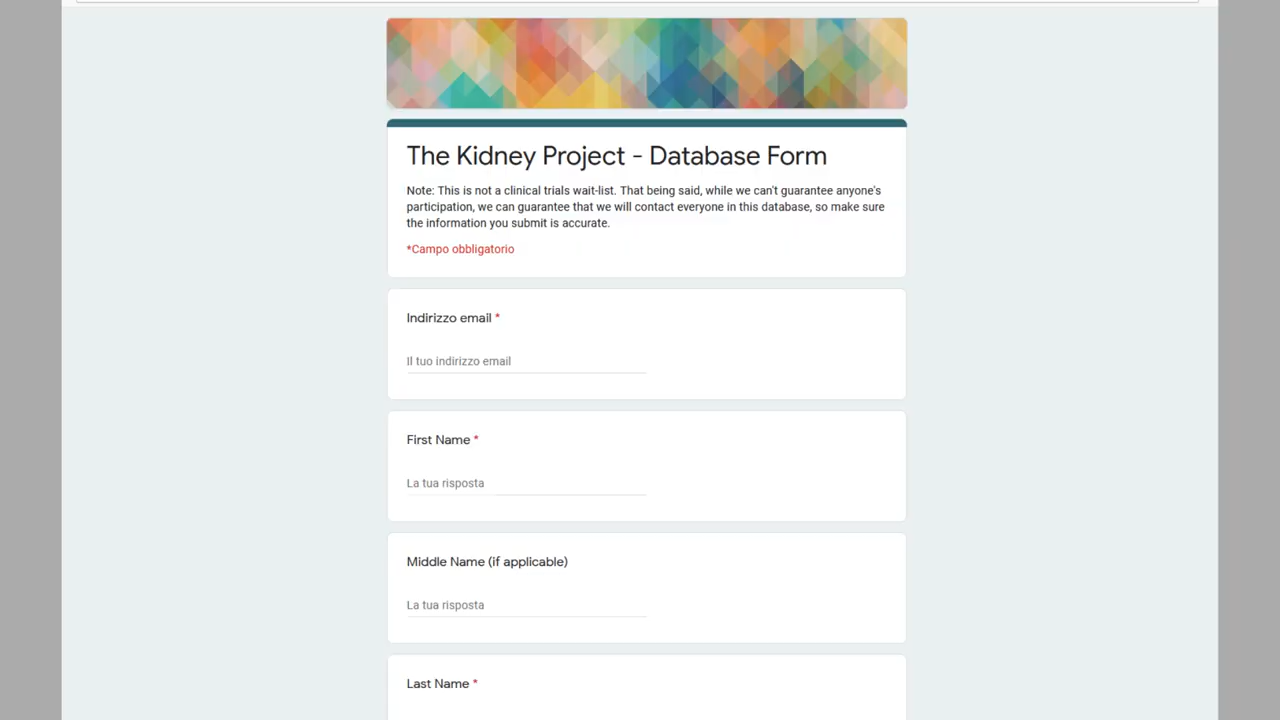 The Kidney Project - Database Form
Note: This is not a clinical trials wait-list. That being said, while we can't guarantee anyone's
participation, we can guarantee that we will contact everyone in this database, so make sure
the information you submit is accurate.
*Campo obbligatorio
Indirizzo email *
Il tuo indirizzo email
First Name *
La tua risposta
Middle Name (if applicable)
La tua risposta
Last Name *